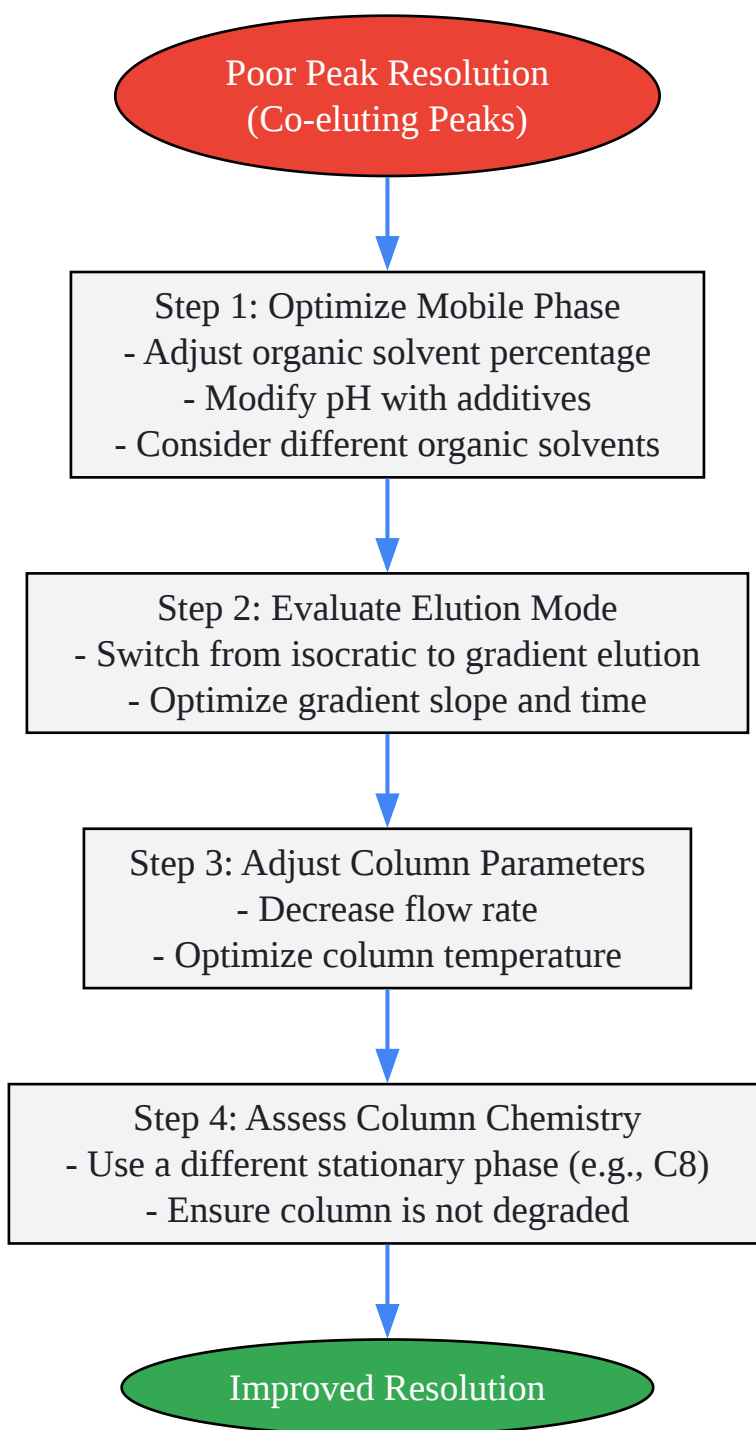 Poor Peak Resolution
(Co-eluting Peaks)
Step 1: Optimize Mobile Phase
- Adjust organic solvent percentage
- Modify pH with additives
- Consider different organic solvents
Step 2: Evaluate Elution Mode
- Switch from isocratic to gradient elution
- Optimize gradient slope and time
Step 3: Adjust Column Parameters
- Decrease flow rate
- Optimize column temperature
Step 4: Assess Column Chemistry
- Use a different stationary phase (e.g., C8)
- Ensure column is not degraded
Improved Resolution